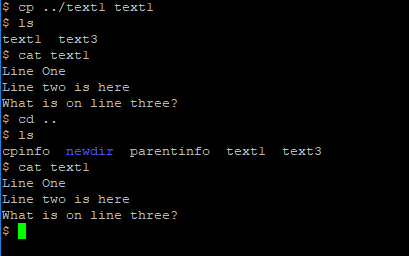 $ cp ../text1 text1
$ ls
text1  text3
$ cat text1
Line One
Line two is here
What is on line three?
$ cd ..
$ ls
cpinfo  newdir  parentinfo  text1  text3
$ cat text1
Line One
Line two is here
What is on line three?
$